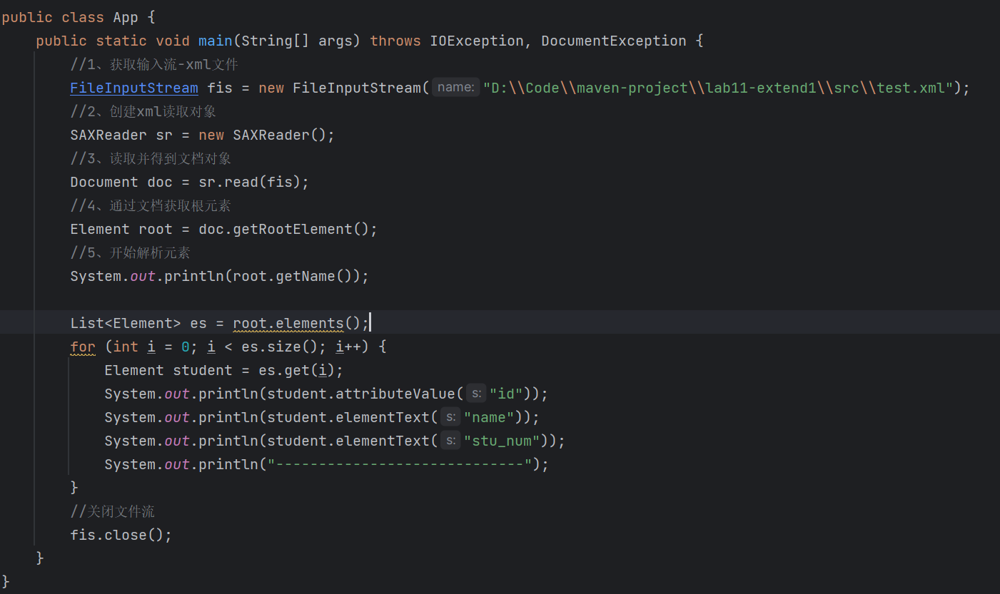 public class App {
public static void main(String[] args) throws IOException, DocumentException {
//1、获取输入流-xml文件
FileInputStream fis = new FileInputStream( name: "D:\\Code\\maven-project\\lab11-extend1\\src\\test.xml");
//2、创建xml读取对象
SAXReader sr = new SAXReader();
//3、读取并得到文档对象
Document doc = sr.read(fis);
//4、通过文档获取根元素
Element root = doc.getRootElement();
//5、开始解析元素
System.out.println(root.getName());
List<Element> es = root.elements();
for (int i = 0; i < es.size(); i++) {
Element student = es.get(i);
System.out.println(student.attributeValue( s: "id"));
System.out.println(student.elementText( s: "name"));
System.out.println(student.elementText( s: "stu_num"));
System.out.println("-----------------------------");
}
//关闭文件流
fis.close();
}
}